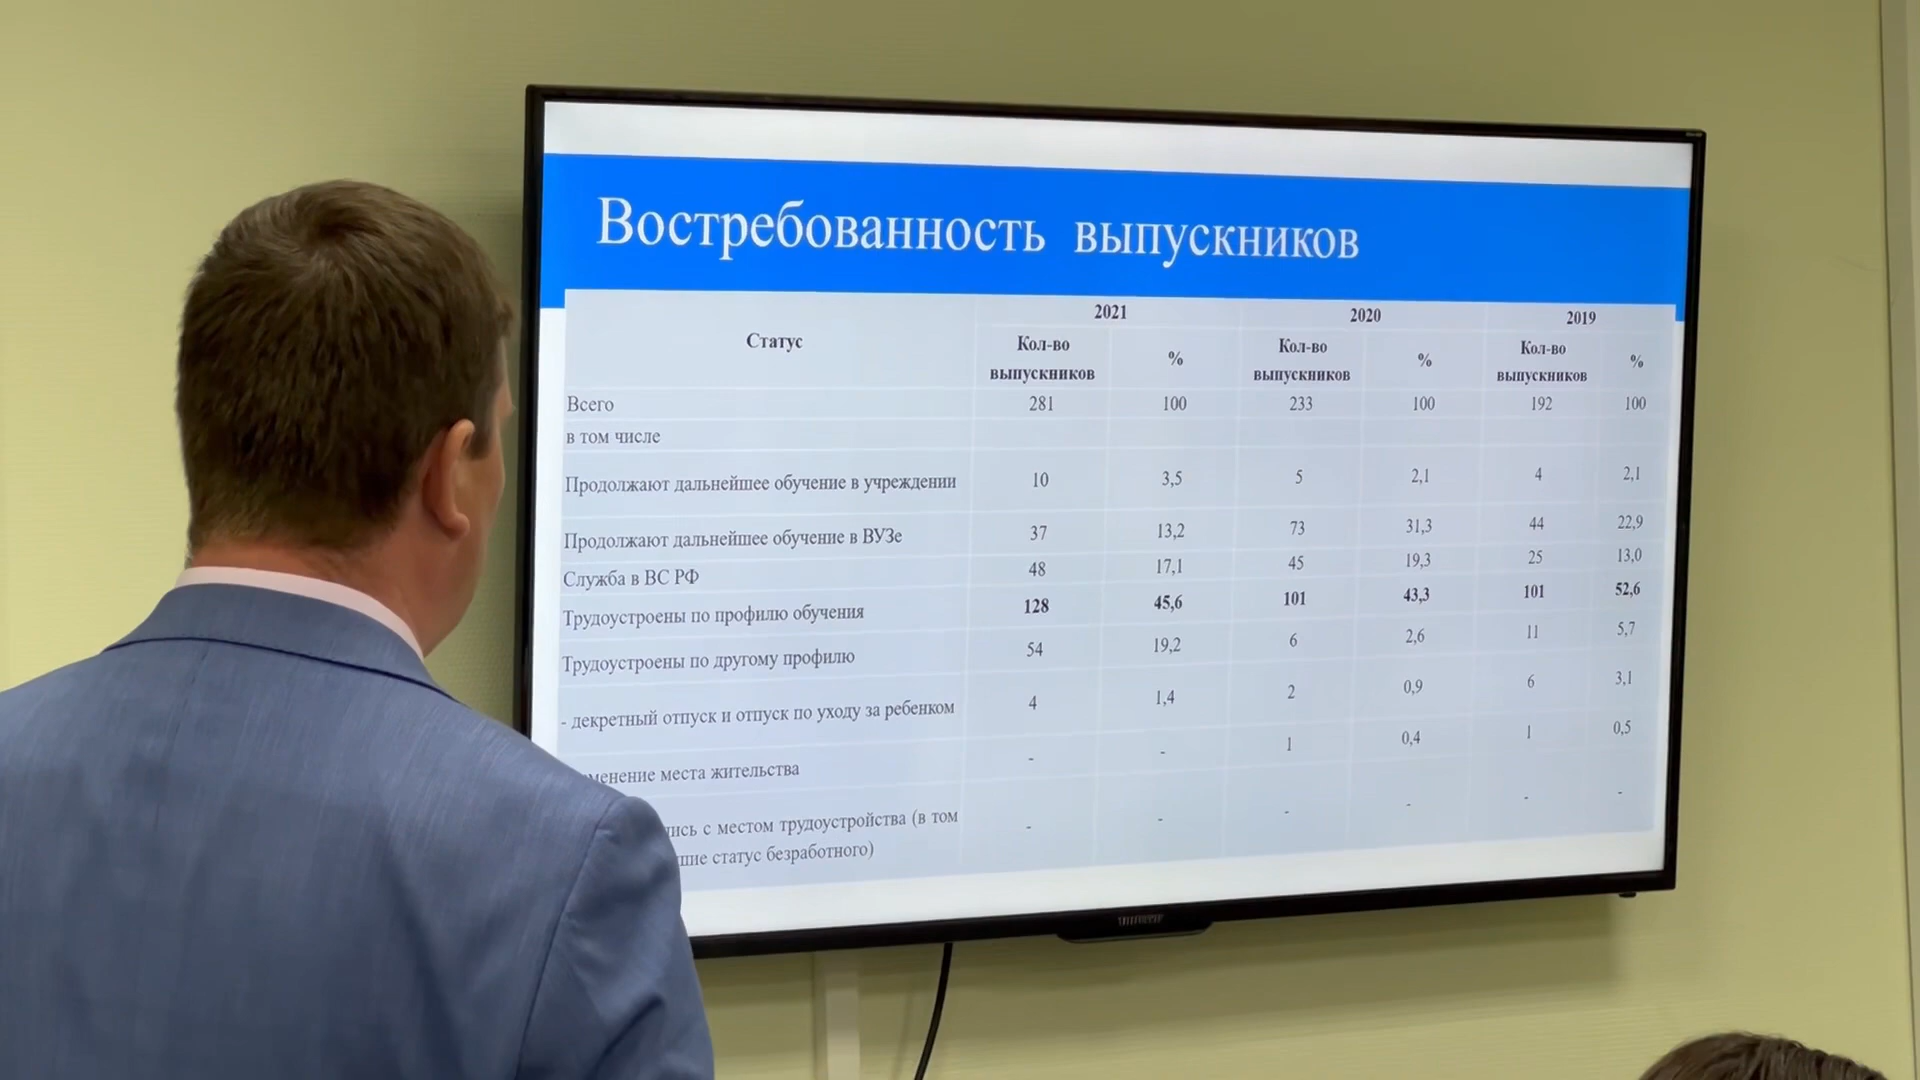 Востребованность выпускников
Статус 2021 2020 2019
Кол-во выпускников % Кол-во выпускников % Кол-во выпускников %
Всего 281 100 233 100 192 100
в том числе
Продолжают дальнейшее обучение в учреждении 10 3,5 5 2,1 4 2,1
Продолжают дальнейшее обучение в ВУЗе 37 13,2 73 31,3 44 22,9
Служба в ВС РФ 48 17,1 45 19,3 25 13,0
Трудоустроены по профилю обучения 128 45,6 101 43,3 101 52,6
Трудоустроены по другому профилю 54 19,2 6 2,6 11 5,7
- декретный отпуск и отпуск по уходу за ребенком 4 1,4 2 0,9 6 3,1
места жительства - - 1 0,4 1 0,5
с местом трудоустройства (в том - - - - - -
статус безработного)